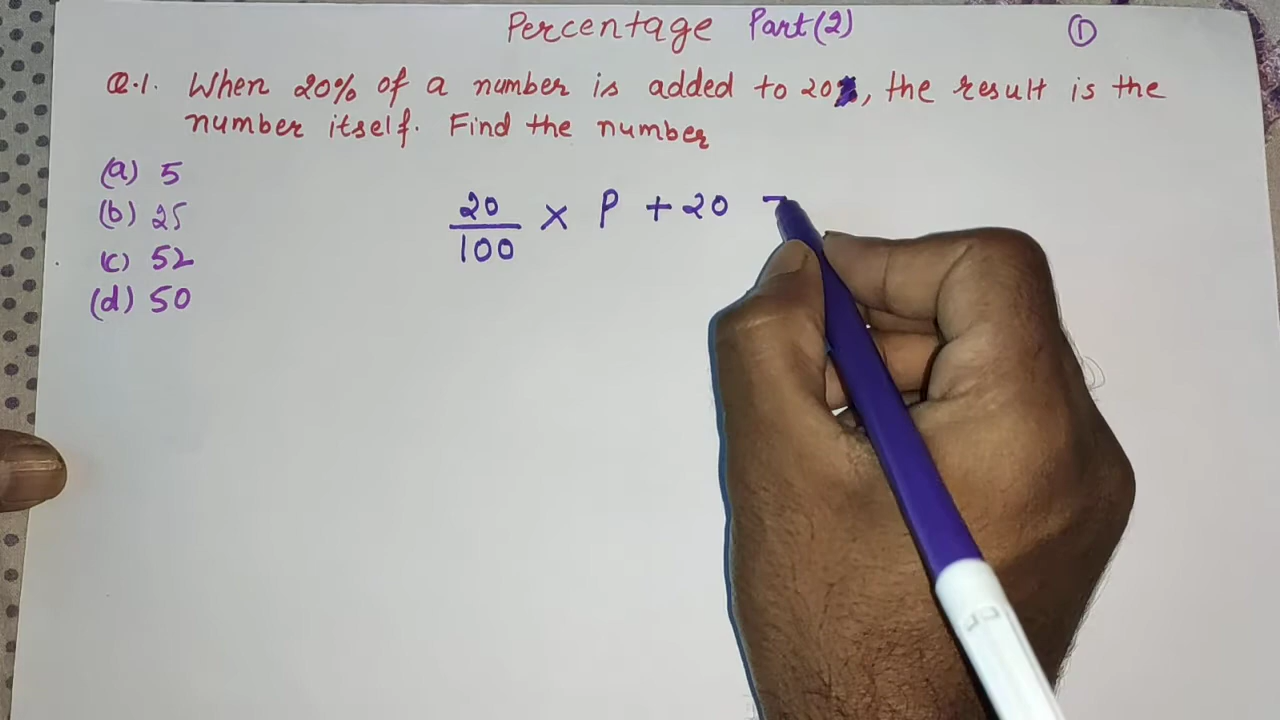 Percentage Part(2) ①
Q.1. When 20% of a number is added to 20, the result is the
number itself. Find the number
(a) 5
(b) 25
(c) 52
(d) 50
20
100
× P + 20